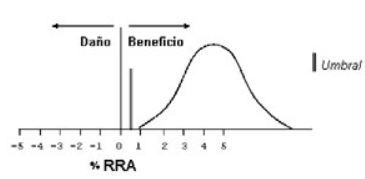 Daño Beneficio
Umbral
-5 -4 -3 -2 -1 0 1 2 3 4 5
% RRA